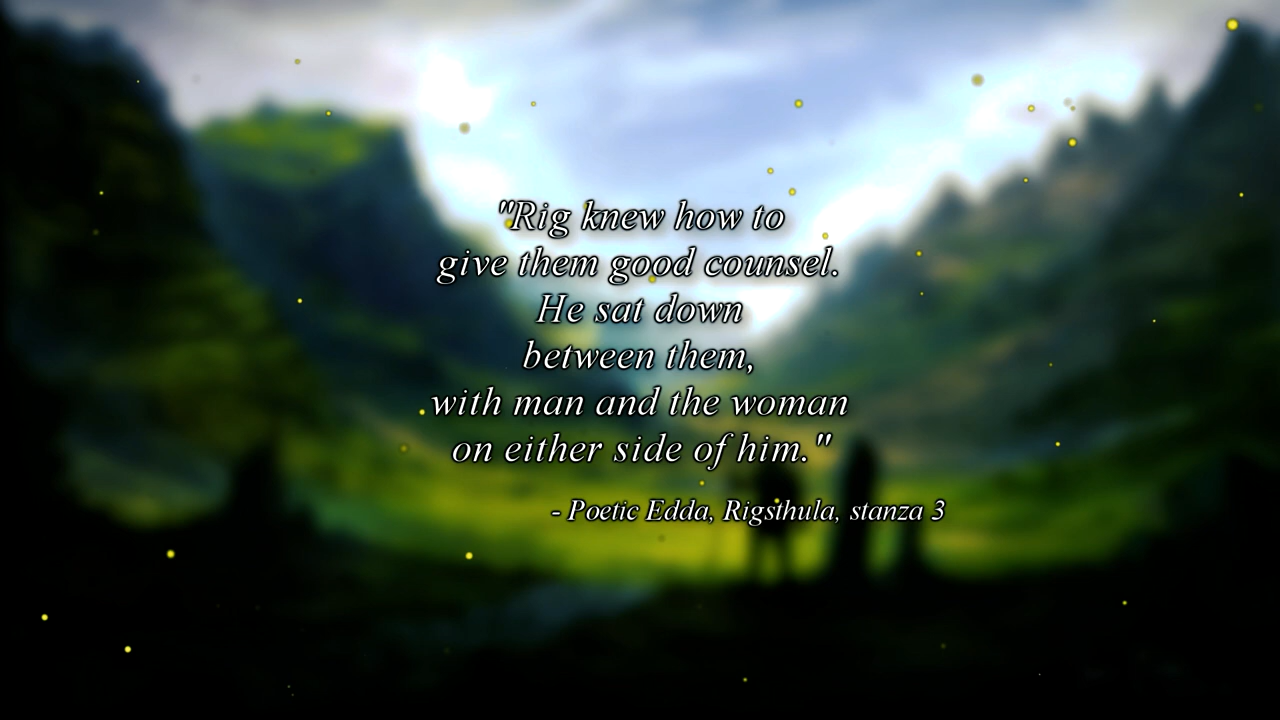 "Rig knew how to
give them good counsel.
He sat down
between them,
with man and the woman
on either side of him."
- Poetic Edda, Rigsthula, stanza 3